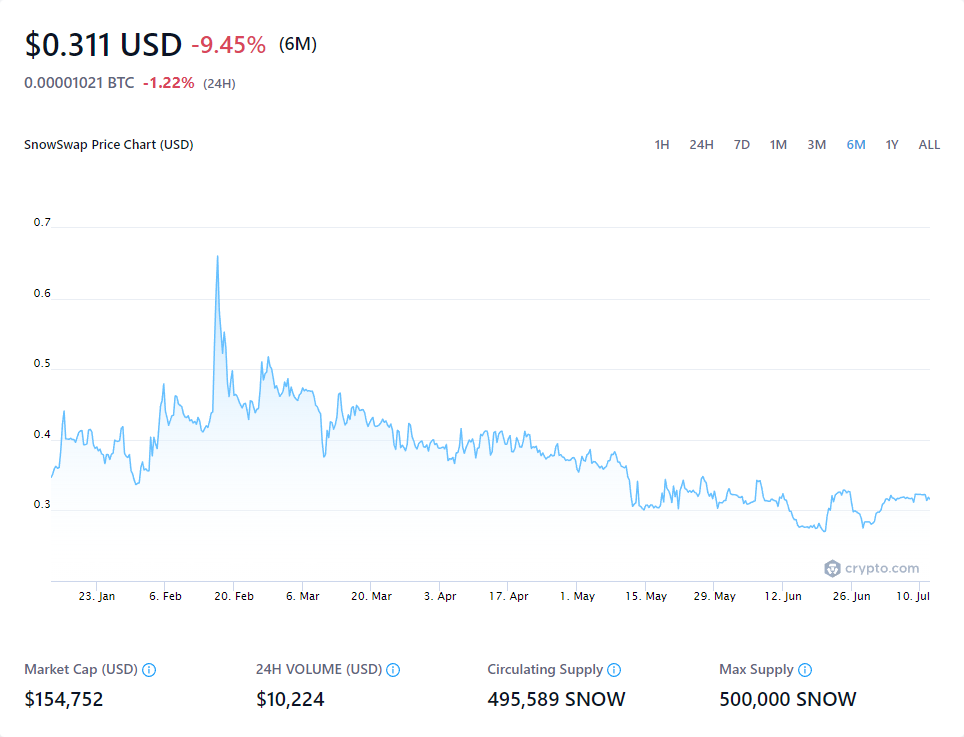 $0.311 USD -9.45% (6M)
0.00001021 BTC -1.22% (24H)
SnowSwap Price Chart (USD) 1H 24H 7D 1M 3M 6M 1Y ALL
0.7
0.6
0.5
0.4
0.3
crypto.com
23. Jan 6. Feb 20. Feb 6. Mar 20. Mar 3. Apr 17. Apr 1. May 15. May 29. May 12. Jun 26. Jun 10. Jul
Market Cap (USD) 24H VOLUME (USD) Circulating Supply Max Supply
$154,752 $10,224 495,589 SNOW 500,000 SNOW